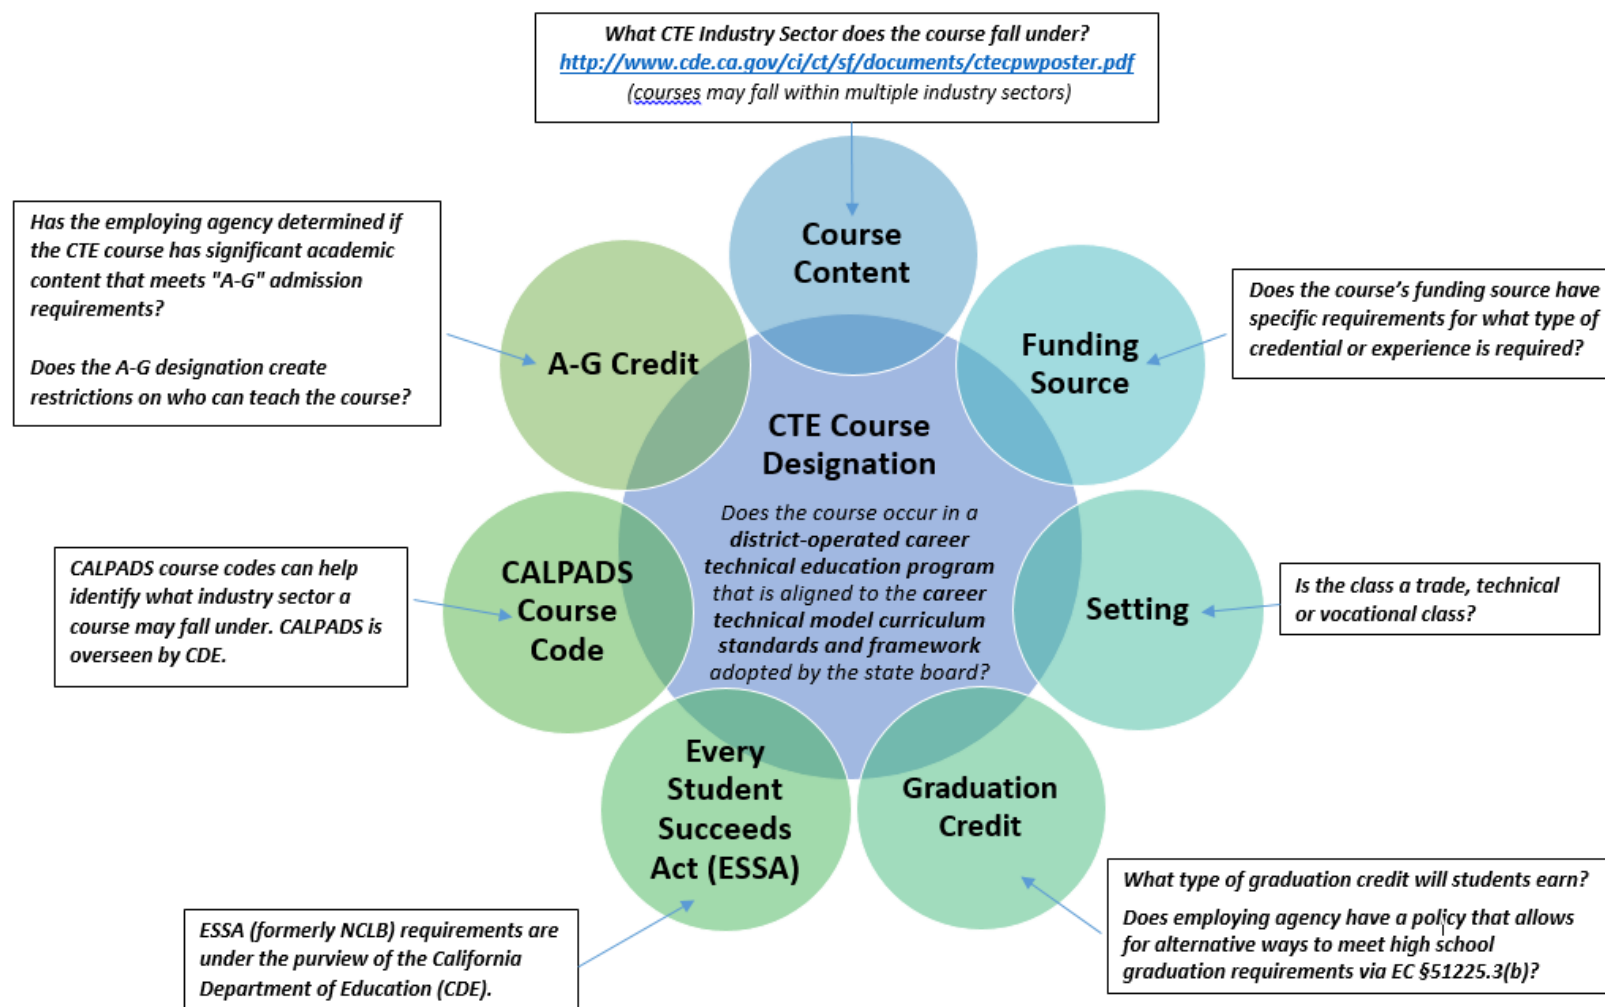 What CTE Industry Sector does the course fall under?
http://www.cde.ca.gov/ci/ct/sf/documents/ctecpwposter.pdf
(courses may fall within multiple industry sectors)
Course
Content
Has the employing agency determined if
the CTE course has significant academic
content that meets "A-G" admission
requirements?
Does the A-G designation create
restrictions on who can teach the course?
A-G Credit
Funding
Source
Does the course’s funding source have
specific requirements for what type of
credential or experience is required?
CTE Course
Designation
Does the course occur in a
district-operated career
technical education program
that is aligned to the career
technical model curriculum
standards and framework
adopted by the state board?
CALPADS course codes can help
identify what industry sector a
course may fall under. CALPADS is
overseen by CDE.
CALPADS
Course
Code
Setting
Is the class a trade, technical
or vocational class?
Every
Student
Succeeds
Act (ESSA)
Graduation
Credit
ESSA (formerly NCLB) requirements are
under the purview of the California
Department of Education (CDE).
What type of graduation credit will students earn?
Does employing agency have a policy that allows
for alternative ways to meet high school
graduation requirements via EC §51225.3(b)?